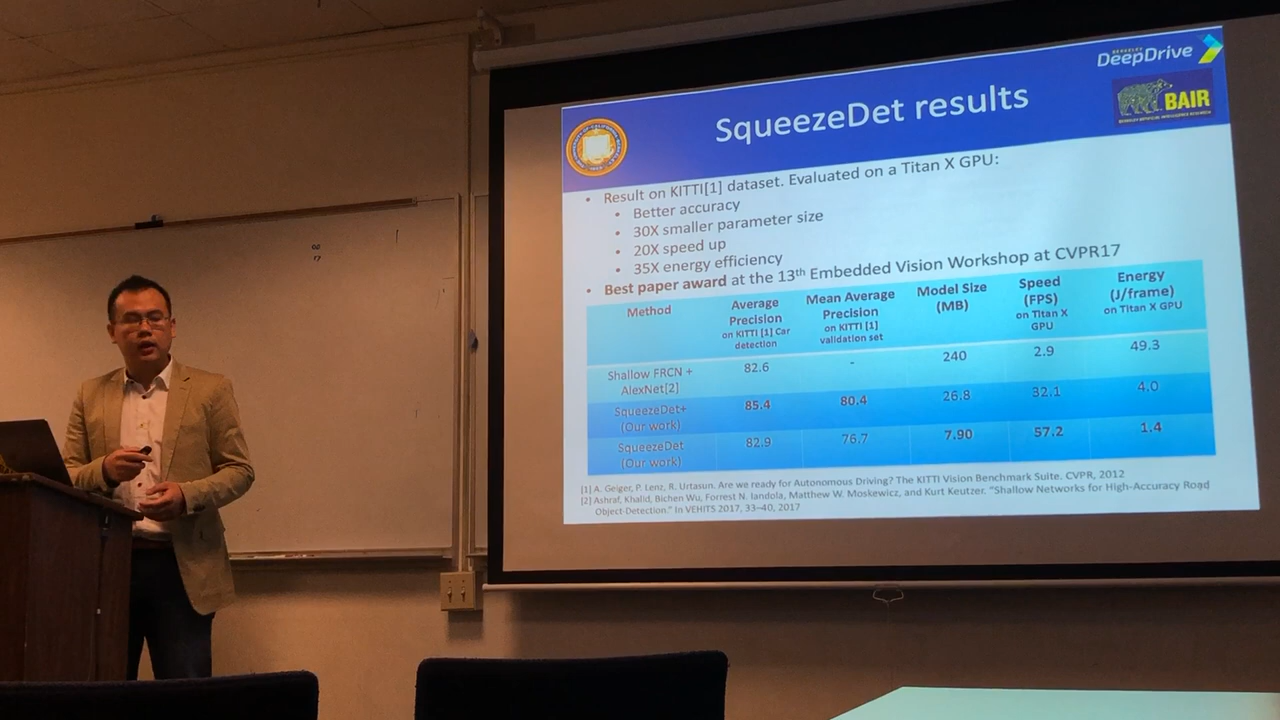 BERKELEY
DeepDrive
BAIR
BERKELEY ARTIFICIAL INTELLIGENCE RESEARCH
SqueezeDet results
• Result on KITTI[1] dataset. Evaluated on a Titan X GPU:
• Better accuracy
• 30X smaller parameter size
• 20X speed up
• 35X energy efficiency
• Best paper award at the 13th Embedded Vision Workshop at CVPR17
Method
Average
Precision
on KITTI [1] Car
detection
Mean Average
Precision
on KITTI [1]
validation set
Model Size
(MB)
Speed
(FPS)
on Titan X
GPU
Energy
(J/frame)
on Titan X GPU
Shallow FRCN +
AlexNet[2]
82.6
-
240
2.9
49.3
SqueezeDet+
(Our work)
85.4
80.4
26.8
32.1
4.0
SqueezeDet
(Our work)
82.9
76.7
7.90
57.2
1.4
[1] A. Geiger, P. Lenz, R. Urtasun. Are we ready for Autonomous Driving? The KITTI Vision Benchmark Suite. CVPR, 2012
[2] Ashraf, Khalid, Bichen Wu, Forrest N. Iandola, Matthew W. Moskewicz, and Kurt Keutzer. "Shallow Networks for High-Accuracy Road
Object-Detection." In VEHITS 2017, 33–40, 2017